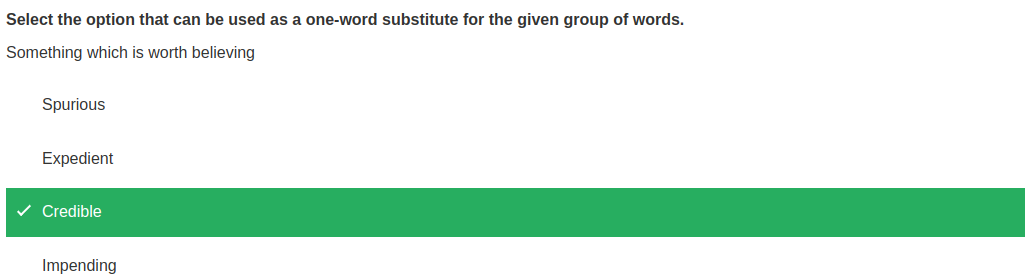 Select the option that can be used as a one-word substitute for the given group of words.
Something which is worth believing
Spurious
Expedient
Credible
Impending